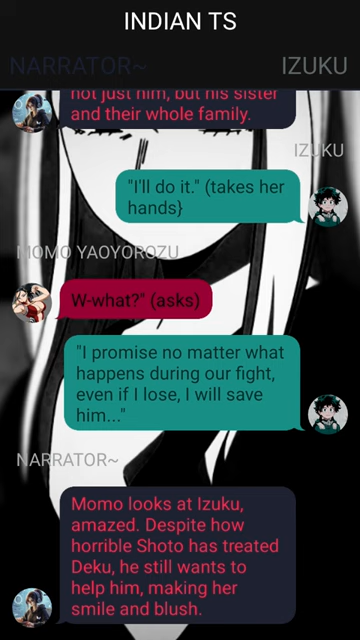 INDIAN TS
NARRATOR~
IZUKU
not just him, but his sister
and their whole family.
IZUKU
"I'll do it." (takes her
hands}
MOMO YAOYOROZU
W-what?" (asks)
"I promise no matter what
happens during our fight,
even if I lose, I will save
him..."
NARRATOR~
Momo looks at Izuku,
amazed. Despite how
horrible Shoto has treated
Deku, he still wants to
help him, making her
smile and blush.